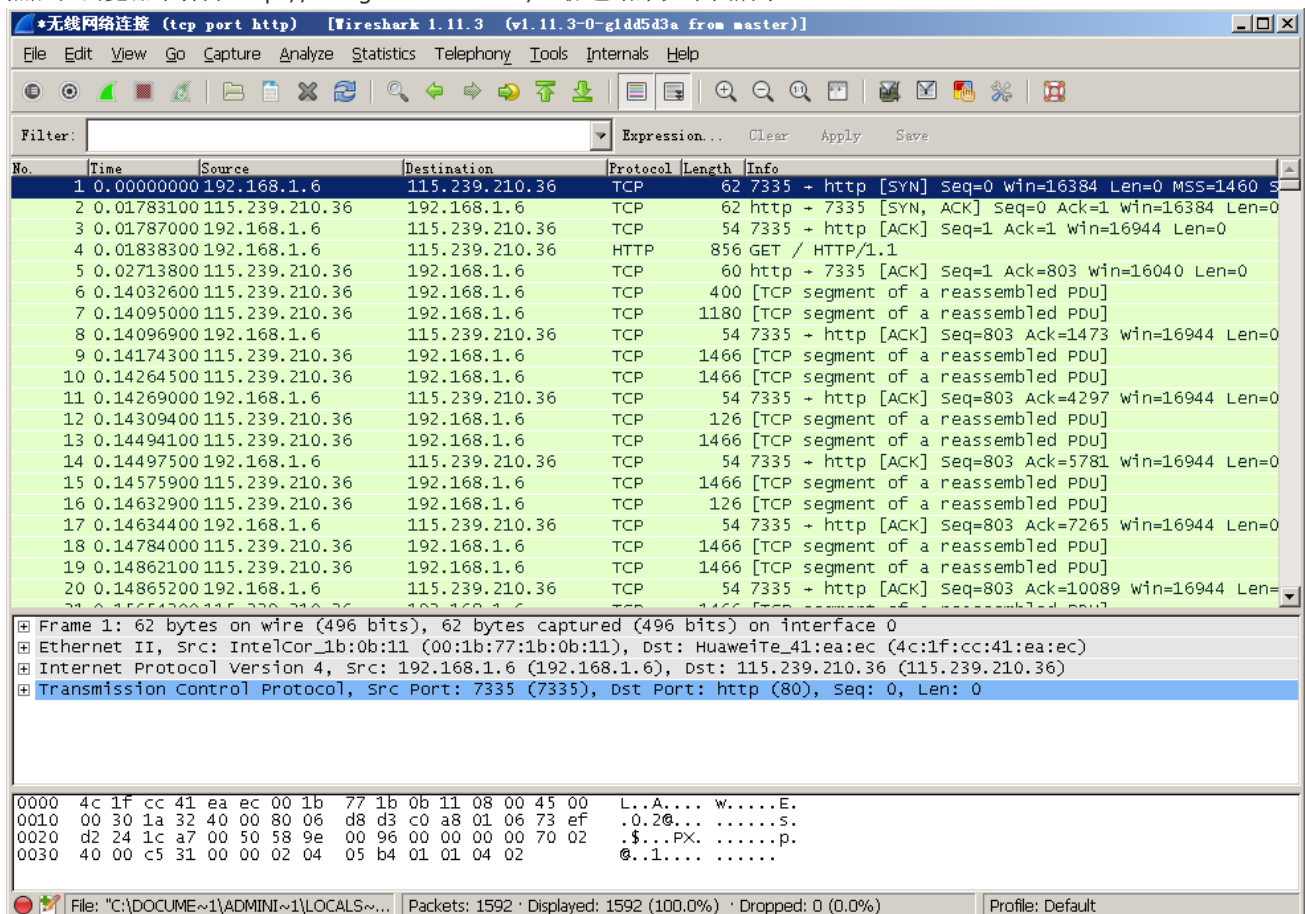 *无线网络连接 (tcp port http) [Wireshark 1.11.3 (v1.11.3-0-g1dd5d3a from master)]
File Edit View Go Capture Analyze Statistics Telephony Tools Internals Help
Filter: Expression... Clear Apply Save
No. Time Source Destination Protocol Length Info
1 0.00000000 192.168.1.6 115.239.210.36 TCP 62 7335 → http [SYN] Seq=0 Win=16384 Len=0 MSS=1460 S
2 0.01783100 115.239.210.36 192.168.1.6 TCP 62 http → 7335 [SYN, ACK] Seq=0 Ack=1 Win=16384 Len=0
3 0.01787000 192.168.1.6 115.239.210.36 TCP 54 7335 → http [ACK] Seq=1 Ack=1 Win=16944 Len=0
4 0.01838300 192.168.1.6 115.239.210.36 HTTP 856 GET / HTTP/1.1
5 0.02713800 115.239.210.36 192.168.1.6 TCP 60 http → 7335 [ACK] Seq=1 Ack=803 Win=16040 Len=0
6 0.14032600 115.239.210.36 192.168.1.6 TCP 400 [TCP segment of a reassembled PDU]
7 0.14095000 115.239.210.36 192.168.1.6 TCP 1180 [TCP segment of a reassembled PDU]
8 0.14096900 192.168.1.6 115.239.210.36 TCP 54 7335 → http [ACK] Seq=803 Ack=1473 Win=16944 Len=0
9 0.14174300 115.239.210.36 192.168.1.6 TCP 1466 [TCP segment of a reassembled PDU]
10 0.14264500 115.239.210.36 192.168.1.6 TCP 1466 [TCP segment of a reassembled PDU]
11 0.14269000 192.168.1.6 115.239.210.36 TCP 54 7335 → http [ACK] Seq=803 Ack=4297 Win=16944 Len=0
12 0.14309400 115.239.210.36 192.168.1.6 TCP 126 [TCP segment of a reassembled PDU]
13 0.14494100 115.239.210.36 192.168.1.6 TCP 1466 [TCP segment of a reassembled PDU]
14 0.14497500 192.168.1.6 115.239.210.36 TCP 54 7335 → http [ACK] Seq=803 Ack=5781 Win=16944 Len=0
15 0.14575900 115.239.210.36 192.168.1.6 TCP 1466 [TCP segment of a reassembled PDU]
16 0.14632900 115.239.210.36 192.168.1.6 TCP 126 [TCP segment of a reassembled PDU]
17 0.14634400 192.168.1.6 115.239.210.36 TCP 54 7335 → http [ACK] Seq=803 Ack=7265 Win=16944 Len=0
18 0.14784000 115.239.210.36 192.168.1.6 TCP 1466 [TCP segment of a reassembled PDU]
19 0.14862100 115.239.210.36 192.168.1.6 TCP 1466 [TCP segment of a reassembled PDU]
20 0.14865200 192.168.1.6 115.239.210.36 TCP 54 7335 → http [ACK] Seq=803 Ack=10089 Win=16944 Len=
Frame 1: 62 bytes on wire (496 bits), 62 bytes captured (496 bits) on interface 0
Ethernet II, Src: IntelCor_1b:0b:11 (00:1b:77:1b:0b:11), Dst: HuaweiTe_41:ea:ec (4c:1f:cc:41:ea:ec)
Internet Protocol Version 4, Src: 192.168.1.6 (192.168.1.6), Dst: 115.239.210.36 (115.239.210.36)
Transmission Control Protocol, Src Port: 7335 (7335), Dst Port: http (80), Seq: 0, Len: 0
0000 4c 1f cc 41 ea ec 00 1b 77 1b 0b 11 08 00 45 00 L..A.... w.....E.
0010 00 30 1a 32 40 00 80 06 d8 d3 c0 a8 01 06 73 ef .0.2@... ......s.
0020 d2 24 1c a7 00 50 58 9e 00 96 00 00 00 00 70 02 .$...PX. ......p.
0030 40 00 c5 31 00 00 02 04 05 b4 01 01 04 02 @..1.... ......
File: "C:\DOCUME~1\ADMINI~1\LOCALS~... Packets: 1592 · Displayed: 1592 (100.0%) · Dropped: 0 (0.0%) Profile: Default